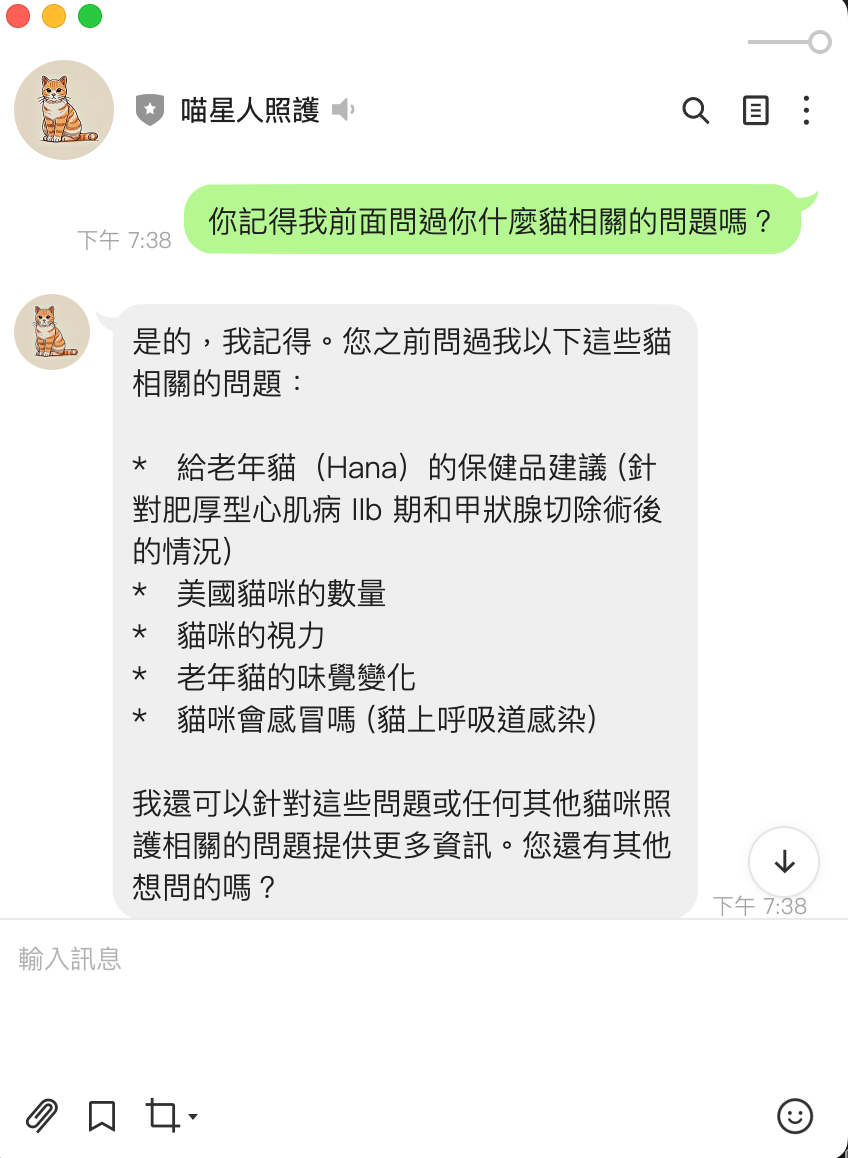 喵星人照護
你記得我前面問過你什麼貓相關的問題嗎？
下午 7:38
是的，我記得。您之前問過我以下這些貓
相關的問題：
* 給老年貓（Hana）的保健品建議 (針
對肥厚型心肌病 IIb 期和甲狀腺切除術後
的情況)
* 美國貓咪的數量
* 貓咪的視力
* 老年貓的味覺變化
* 貓咪會感冒嗎 (貓上呼吸道感染)
我還可以針對這些問題或任何其他貓咪照
護相關的問題提供更多資訊。您還有其他
想問的嗎？
下午 7:38
輸入訊息